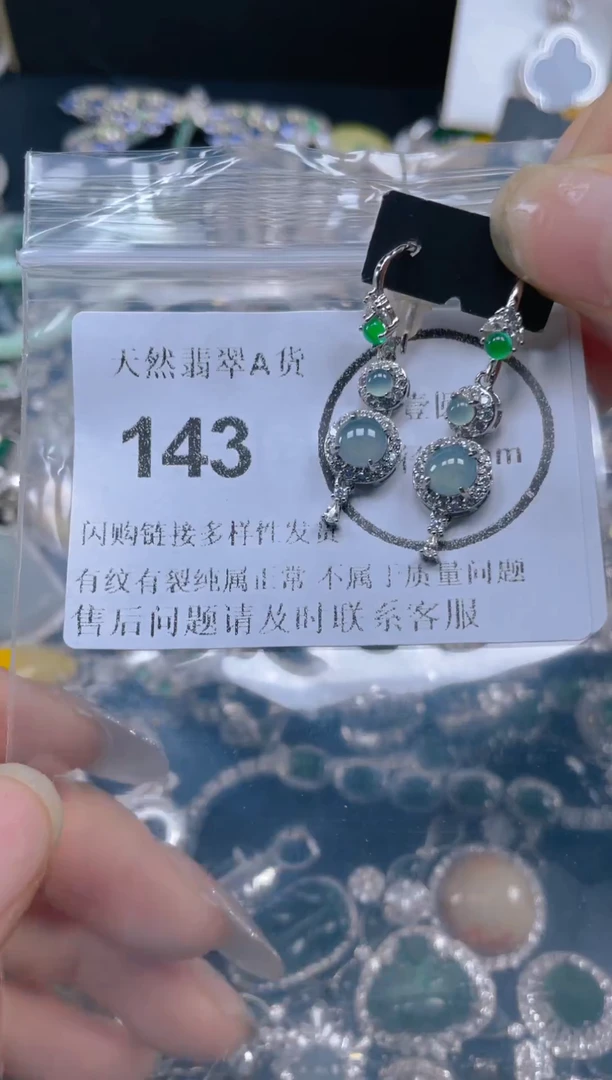 天然翡翠A货
143
闪购链接多样性发货
有纹有裂纯属正常 不属于质量问题
售后问题请及时联系客服